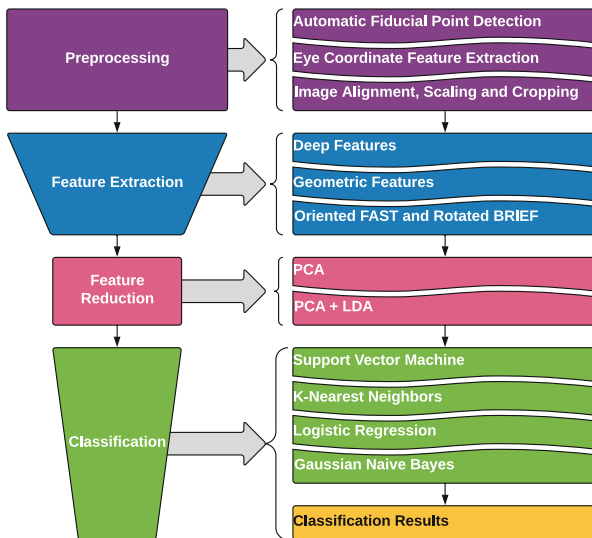 Preprocessing
Automatic Fiducial Point Detection
Eye Coordinate Feature Extraction
Image Alignment, Scaling and Cropping
Feature Extraction
Deep Features
Geometric Features
Oriented FAST and Rotated BRIEF
Feature
Reduction
PCA
PCA + LDA
Classification
Support Vector Machine
K-Nearest Neighbors
Logistic Regression
Gaussian Naive Bayes
Classification Results